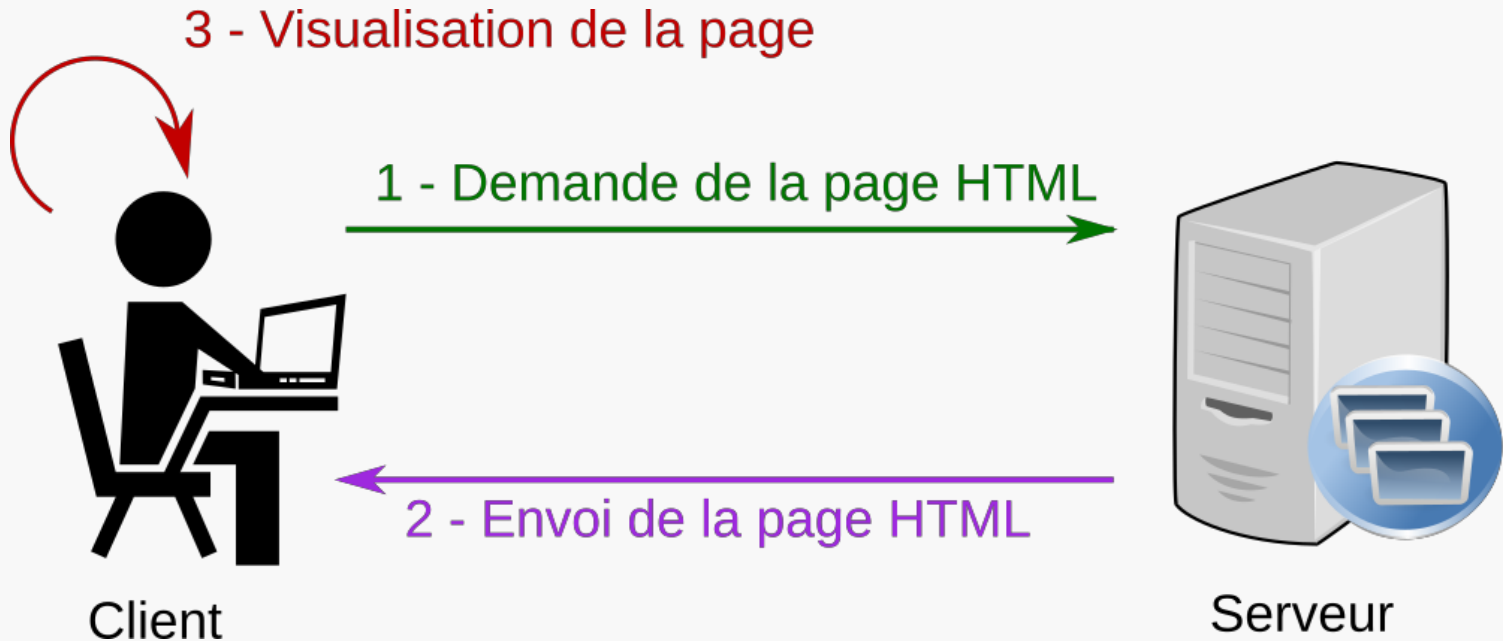 3 - Visualisation de la page
1 - Demande de la page HTML
2 - Envoi de la page HTML
Client
Serveur